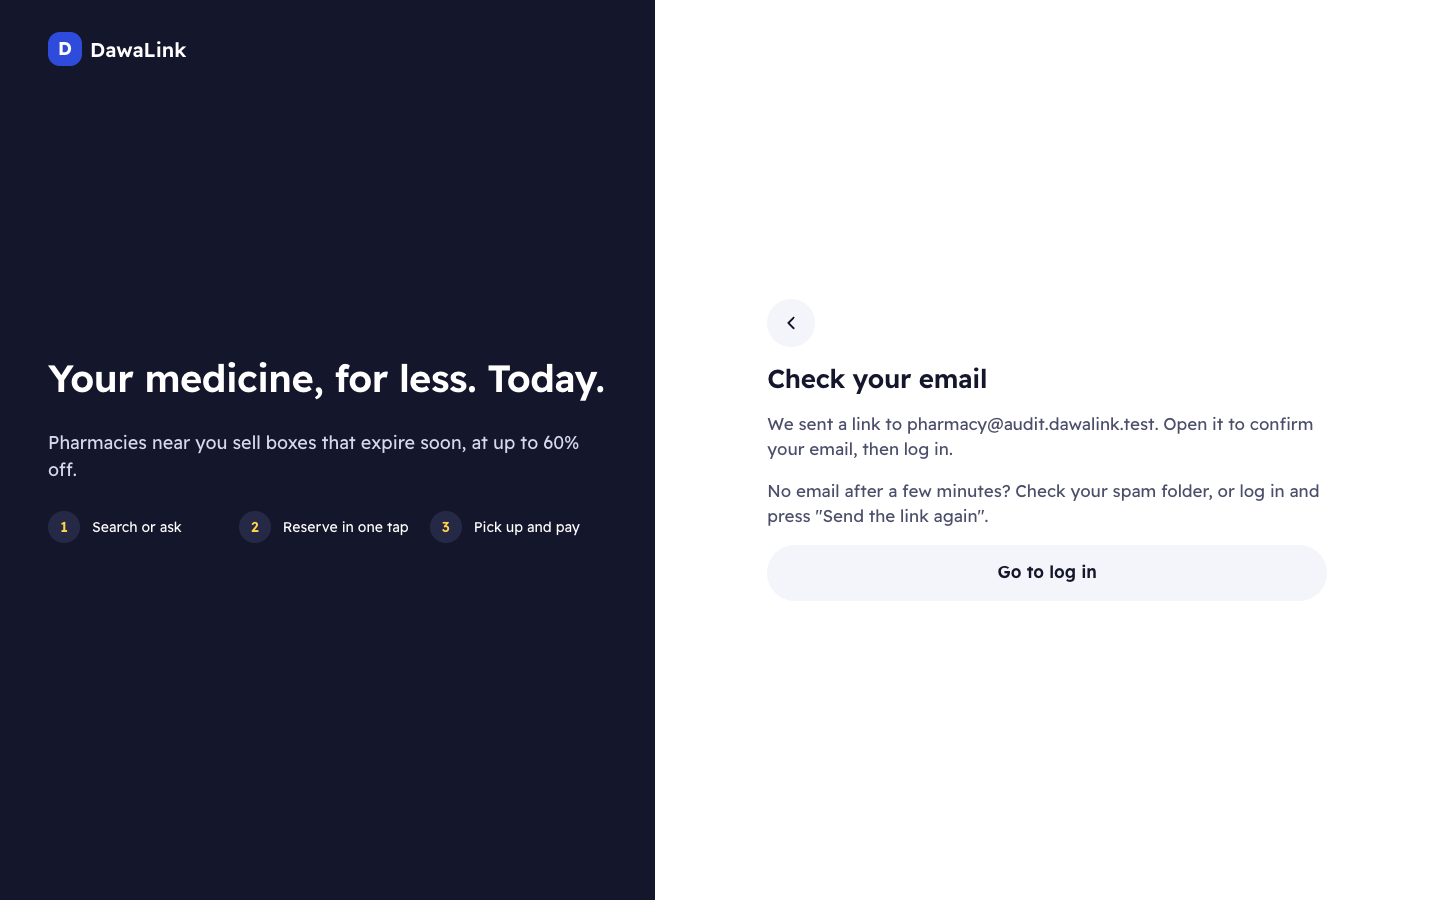 D DawaLink
Your medicine, for less. Today.
Pharmacies near you sell boxes that expire soon, at up to 60%
off.
1 Search or ask
2 Reserve in one tap
3 Pick up and pay
Check your email
We sent a link to pharmacy@audit.dawalink.test. Open it to confirm
your email, then log in.
No email after a few minutes? Check your spam folder, or log in and
press "Send the link again".
Go to log in